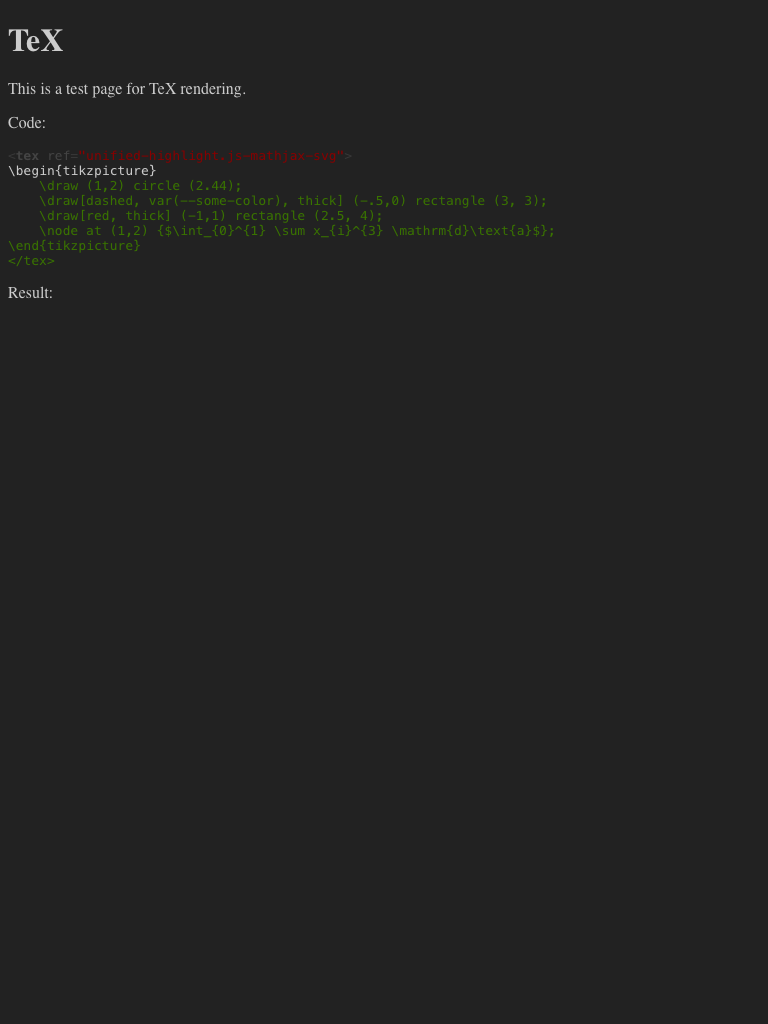 TeX
This is a test page for TeX rendering.
Code:
<tex ref="unified-highlight.js-mathjax-svg">
\begin{tikzpicture}
    \draw (1,2) circle (2.44);
    \draw[dashed, var(--some-color), thick] (-.5,0) rectangle (3, 3);
    \draw[red, thick] (-1,1) rectangle (2.5, 4);
    \node at (1,2) {$\int_{0}^{1} \sum x_{i}^{3} \mathrm{d}\text{a}$};
\end{tikzpicture}
</tex>
Result: